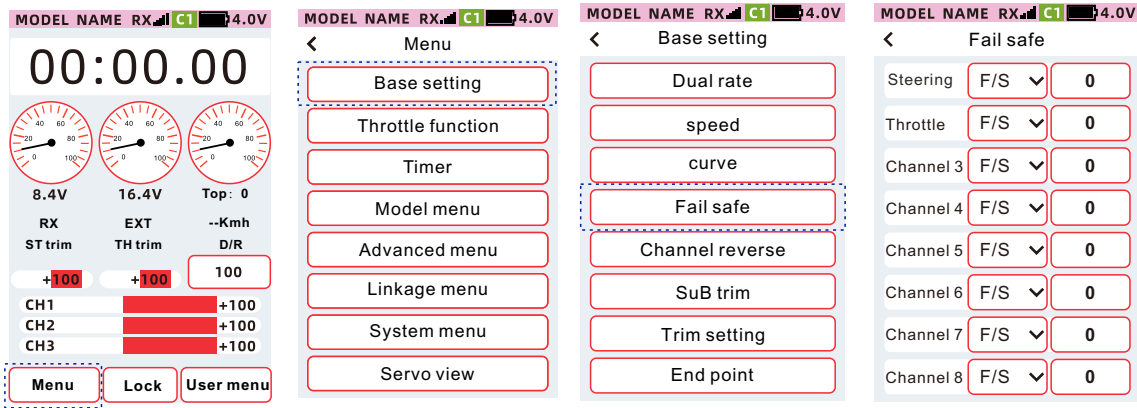 MODEL NAME RX C1 4.0V
00:00.00
0 20 40 60 80 100
0 20 40 60 80 100
0 20 40 60 80 100
8.4V 16.4V Top: 0
RX EXT --Kmh
ST trim TH trim D/R
+100 +100 100
CH1 +100
CH2 +100
CH3 +100
Menu Lock User menu
MODEL NAME RX C1 4.0V
Menu
Base setting
Throttle function
Timer
Model menu
Advanced menu
Linkage menu
System menu
Servo view
MODEL NAME RX C1 4.0V
Base setting
Dual rate
speed
curve
Fail safe
Channel reverse
SuB trim
Trim setting
End point
MODEL NAME RX C1 4.0V
Fail safe
Steering F/S 0
Throttle F/S 0
Channel 3 F/S 0
Channel 4 F/S 0
Channel 5 F/S 0
Channel 6 F/S 0
Channel 7 F/S 0
Channel 8 F/S 0